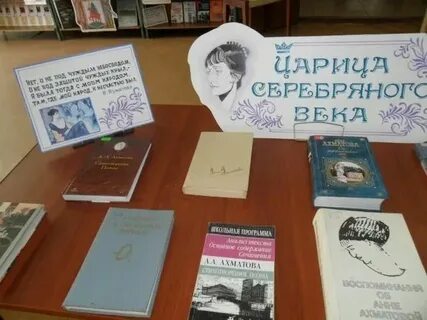 НЕТ, И НЕ ПОД ЧУЖДЫМ НЕБОСВОДОМ,
И НЕ ПОД ЗАЩИТОЙ ЧУЖДЫХ КРЫЛ-
Я БЫЛА ТОГДА С МОИМ НАРОДОМ,
ТАМ, ГДЕ МОЙ НАРОД, К НЕСЧАСТЬЮ, БЫЛ.
ЦАРИЦА
СЕРЕБРЯНОГО
ВЕКА
АХМАТОВА
ШКОЛЬНАЯ ПРОГРАММА
Анализ текста
Основное содержание
Сочинения
А.А. АХМАТОВА
СТИХОТВОРЕНИЯ, ПОЭМЫ
ВОСПОМИНАНИЯ
ОБ
АННЕ
АХМАТОВОЙ